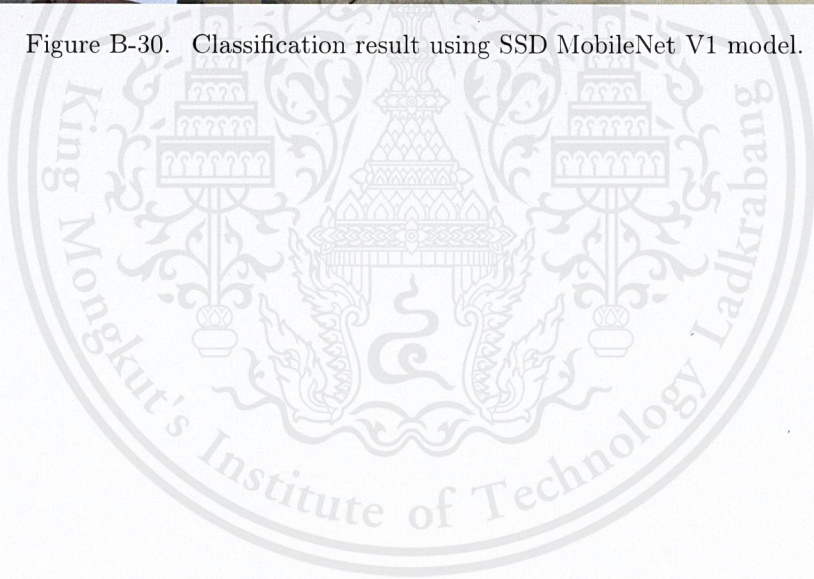 Figure B-30. Classification result using SSD MobileNet V1 model.
King Mongkut's Institute of Technology Ladkrabang